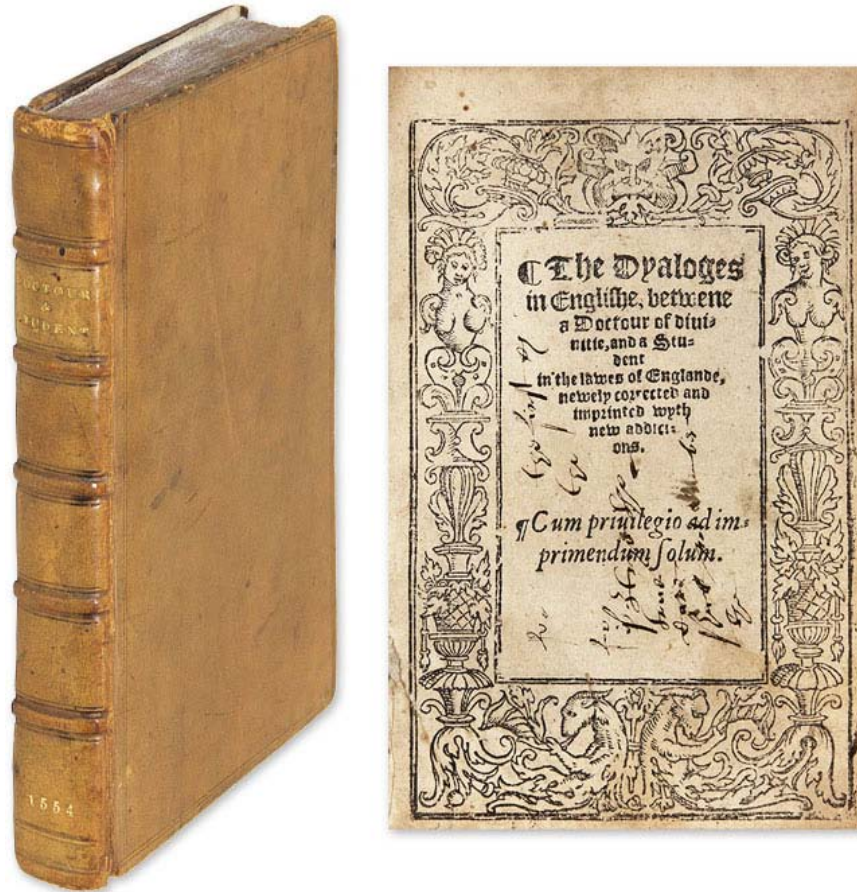 DOCTOUR
&
STUDENT
1554
¶ The Dyaloges
in Englishe, betwene
a Doctour of divi=
nitie, and a Stu=
dent
in the lawes of Englande,
newely corrected and
imprinted wyth
new addici=
ons.
¶Cum priuilegio ad im=
primendum ſolum.